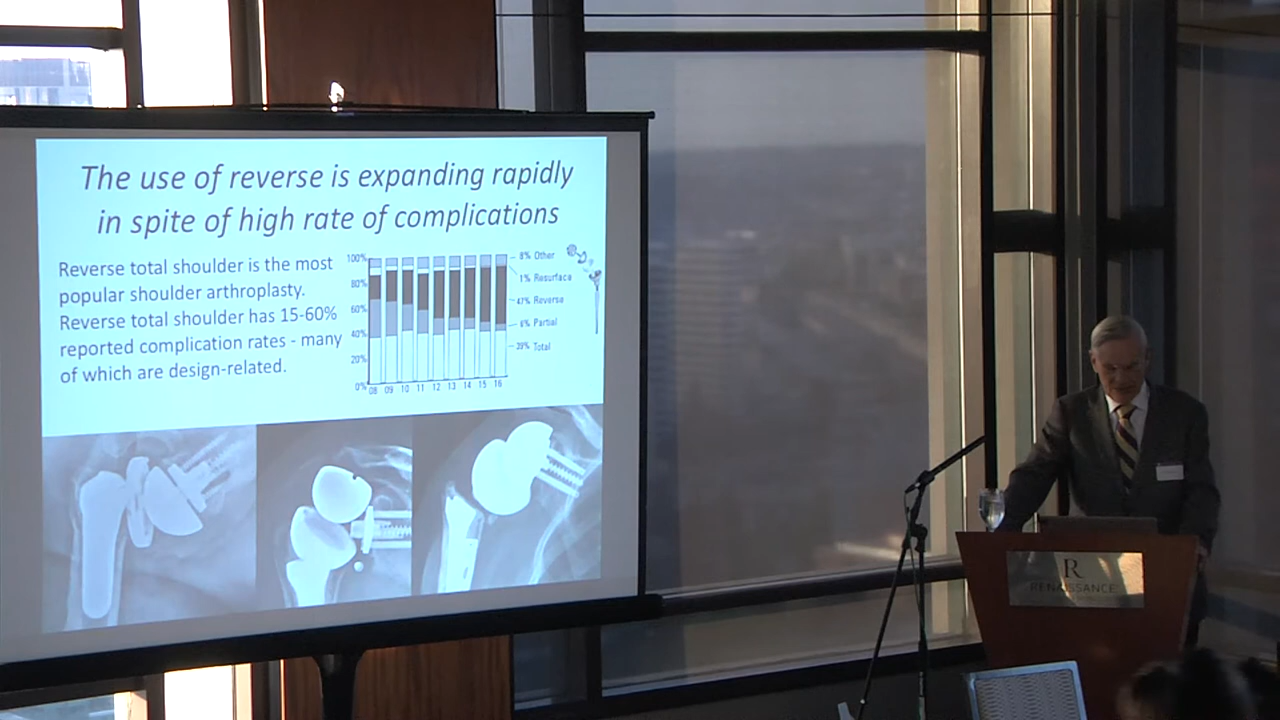 The use of reverse is expanding rapidly
in spite of high rate of complications
Reverse total shoulder is the most
popular shoulder arthroplasty.
Reverse total shoulder has 15-60%
reported complication rates - many
of which are design-related.
100%
80%
60%
40%
20%
0%
08 09 10 11 12 13 14 15 16
8% Other
1% Resurface
47% Reverse
6% Partial
39% Total
R
RENAISSANCE